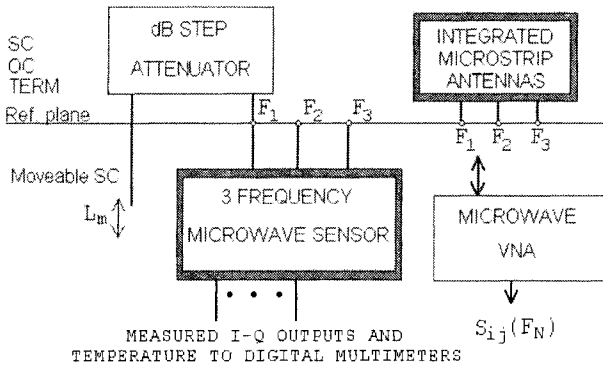 SC
OC
TERM
dB STEP
ATTENUATOR
INTEGRATED
MICROSTRIP
ANTENNAS
Ref. plane
F1
F2
F3
F1
F2
F3
Moveable SC
Lm
3 FREQUENCY
MICROWAVE SENSOR
MICROWAVE
VNA
• • •
Sij(FN)
MEASURED I-Q OUTPUTS AND
TEMPERATURE TO DIGITAL MULTIMETERS